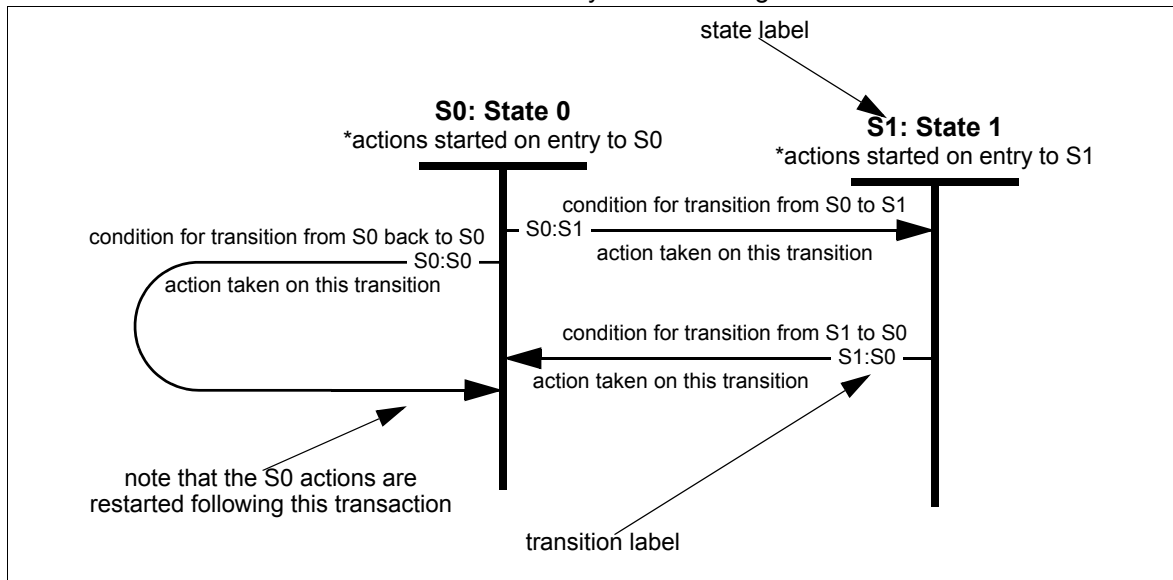 state label
S0: State 0
*actions started on entry to S0
S1: State 1
*actions started on entry to S1
condition for transition from S0 to S1
S0:S1
action taken on this transition
condition for transition from S0 back to S0
S0:S0
action taken on this transition
condition for transition from S1 to S0
S1:S0
action taken on this transition
note that the S0 actions are
restarted following this transaction
transition label